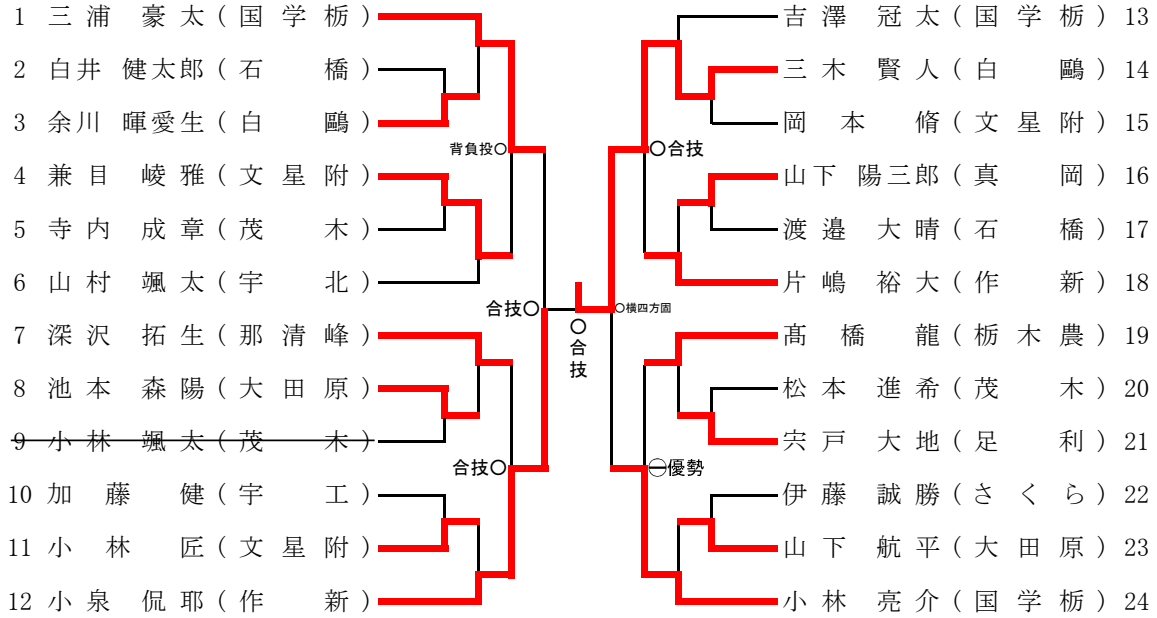 1 三浦 豪太(国学栃)
2 白井 健太郎(石橋)
3 余川 暉愛生(白鷗)
4 兼目 崚雅(文星附)
5 寺内 成章(茂木)
6 山村 颯太(宇北)
7 深沢 拓生(那清峰)
8 池本 森陽(大田原)
9 小林 颯太(茂木)
10 加藤 健(宇工)
11 小林 匠(文星附)
12 小泉 侃耶(作新)
背負投○
合技○
合技○
○合技
○合技
○横四方固
㊀優勢
吉澤 冠太(国学栃) 13
三木 賢人(白鷗) 14
岡本 脩(文星附) 15
山下 陽三郎(真岡) 16
渡邉 大晴(石橋) 17
片嶋 裕大(作新) 18
髙橋 龍(栃木農) 19
松本 進希(茂木) 20
宍戸 大地(足利) 21
伊藤 誠勝(さくら) 22
山下 航平(大田原) 23
小林 亮介(国学栃) 24